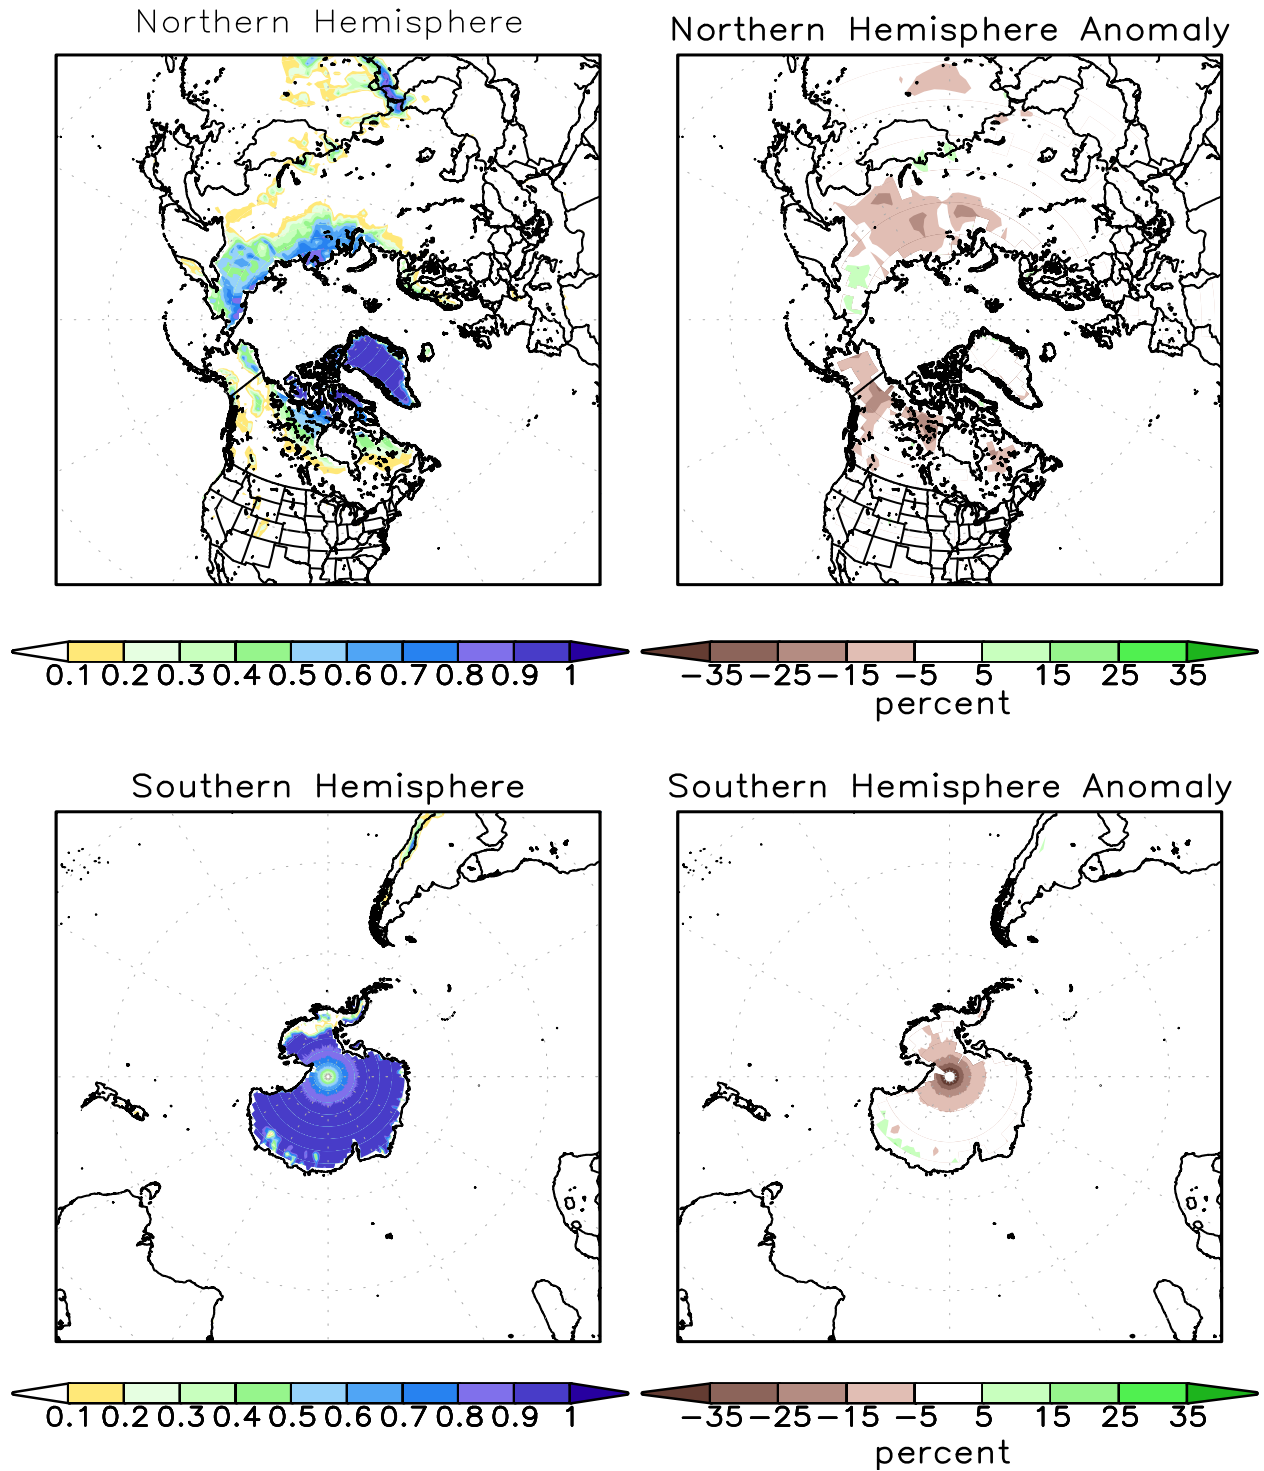 Northern Hemisphere
Northern Hemisphere Anomaly
0.1 0.2 0.3 0.4 0.5 0.6 0.7 0.8 0.9 1
-35 -25 -15 -5 5 15 25 35
percent
Southern Hemisphere
Southern Hemisphere Anomaly
0.1 0.2 0.3 0.4 0.5 0.6 0.7 0.8 0.9 1
-35 -25 -15 -5 5 15 25 35
percent